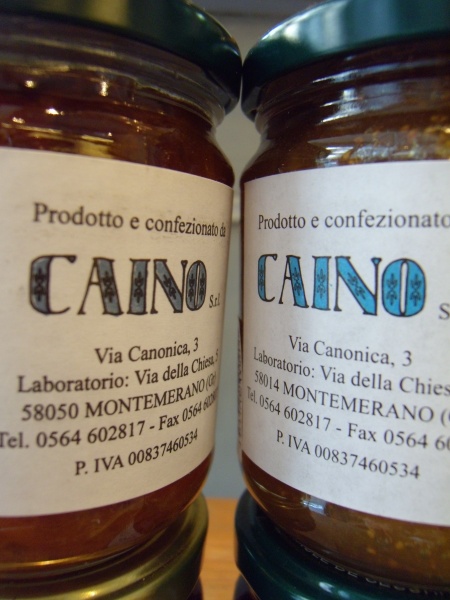 Prodotto e confezionato da
CAINO S.r.l.
Via Canonica, 3
Laboratorio: Via della Chiesa,
58050 MONTEMERANO (Gr)
Tel. 0564 602817 - Fax 0564
P. IVA 00837460534
Prodotto e confezionato
CAINO S
Via Canonica, 3
Laboratorio: Via della Chies
58014 MONTEMERANO (
Tel. 0564 602817 - Fax 0564 6
P. IVA 00837460534